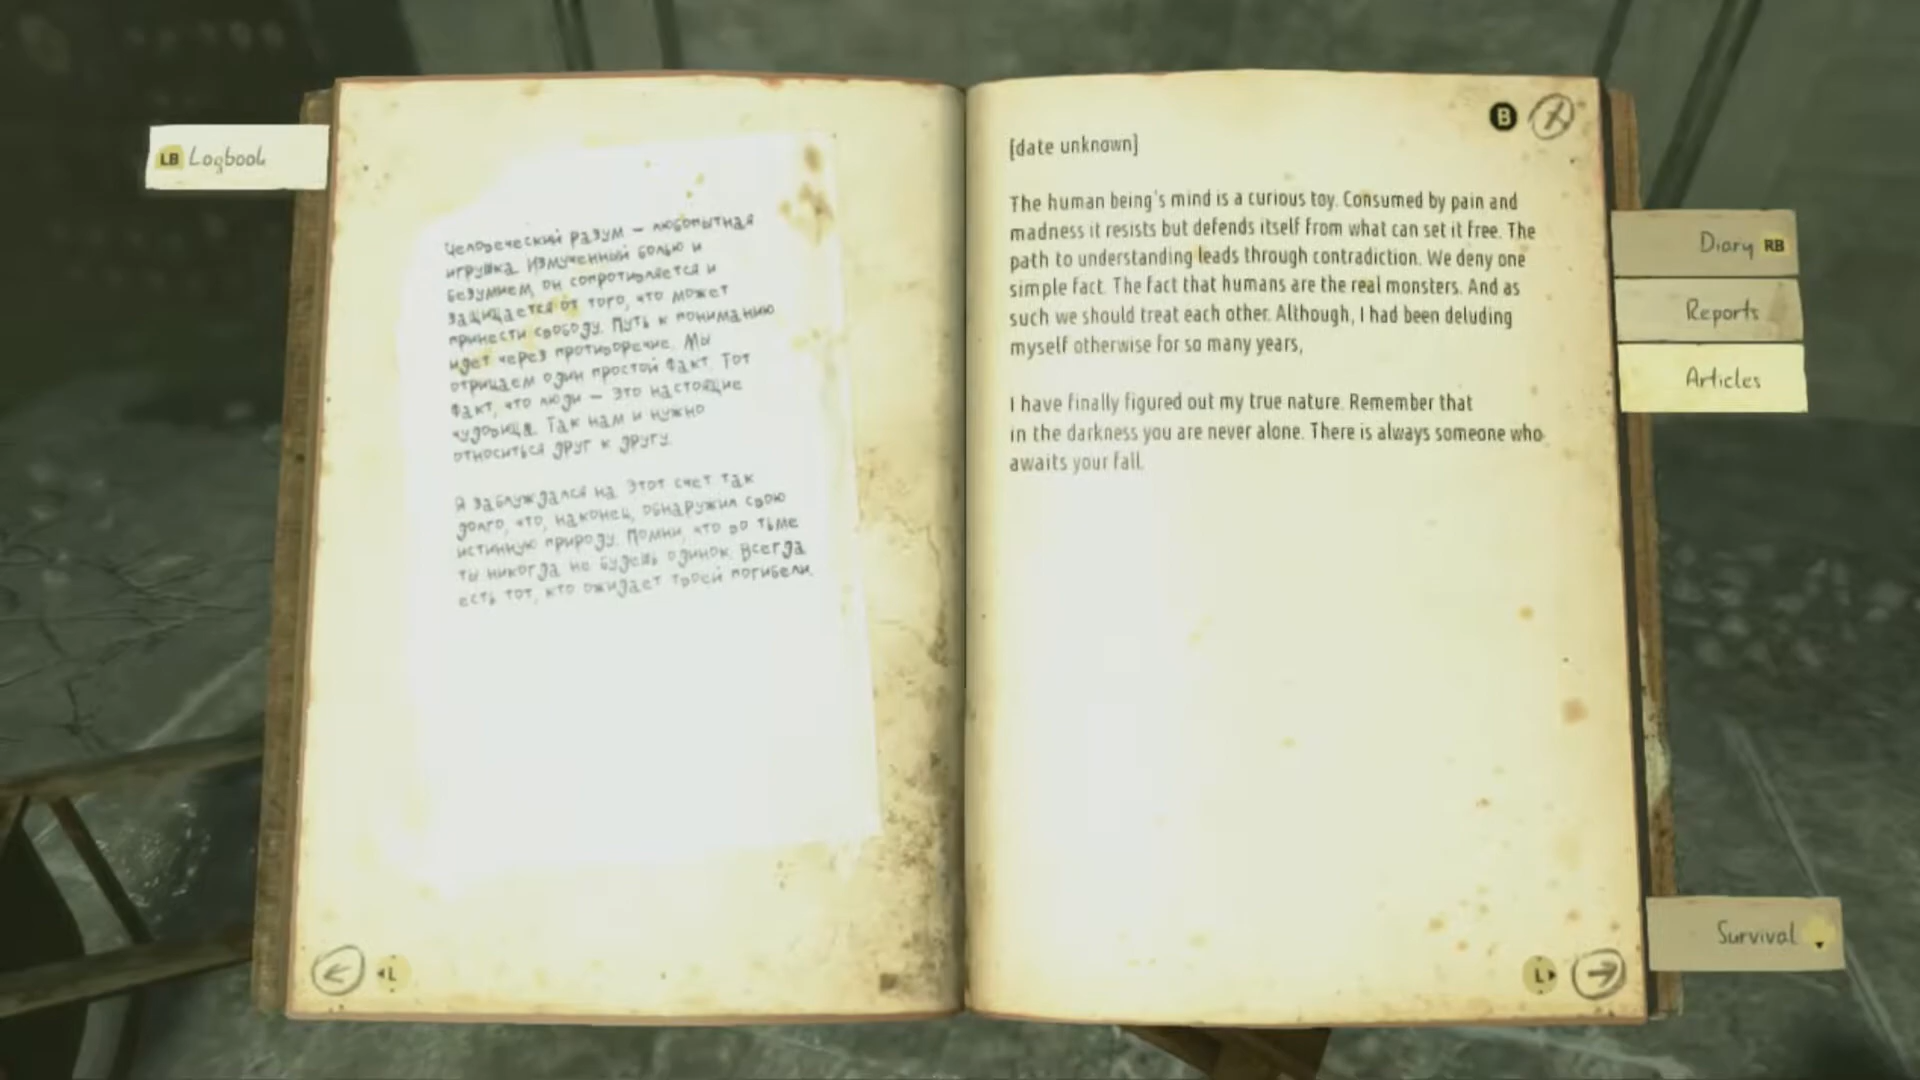 LB Logbook
Человеческий разум – любопытная
игрушка. Измученный болью и
безумием, он сопротивляется и
защищается от того, что может
принести свободу. Путь к пониманию
идет через противоречие. Мы
отрицаем один простой факт. Тот
факт, что люди – это настоящие
чудовища. Так нам и нужно
относиться друг к другу.
Я заблуждался на этот счет так
долго, что, наконец, обнаружил свою
истинную природу. Помни, что во тьме
ты никогда не будешь одинок. Всегда
есть тот, кто ожидает твоей погибели.
L
B
[date unknown]
The human being's mind is a curious toy. Consumed by pain and
madness it resists but defends itself from what can set it free. The
path to understanding leads through contradiction. We deny one
simple fact. The fact that humans are the real monsters. And as
such we should treat each other. Although, I had been deluding
myself otherwise for so many years,
I have finally figured out my true nature. Remember that
in the darkness you are never alone. There is always someone who
awaits your fall.
L
Diary RB
Reports
Articles
Survival